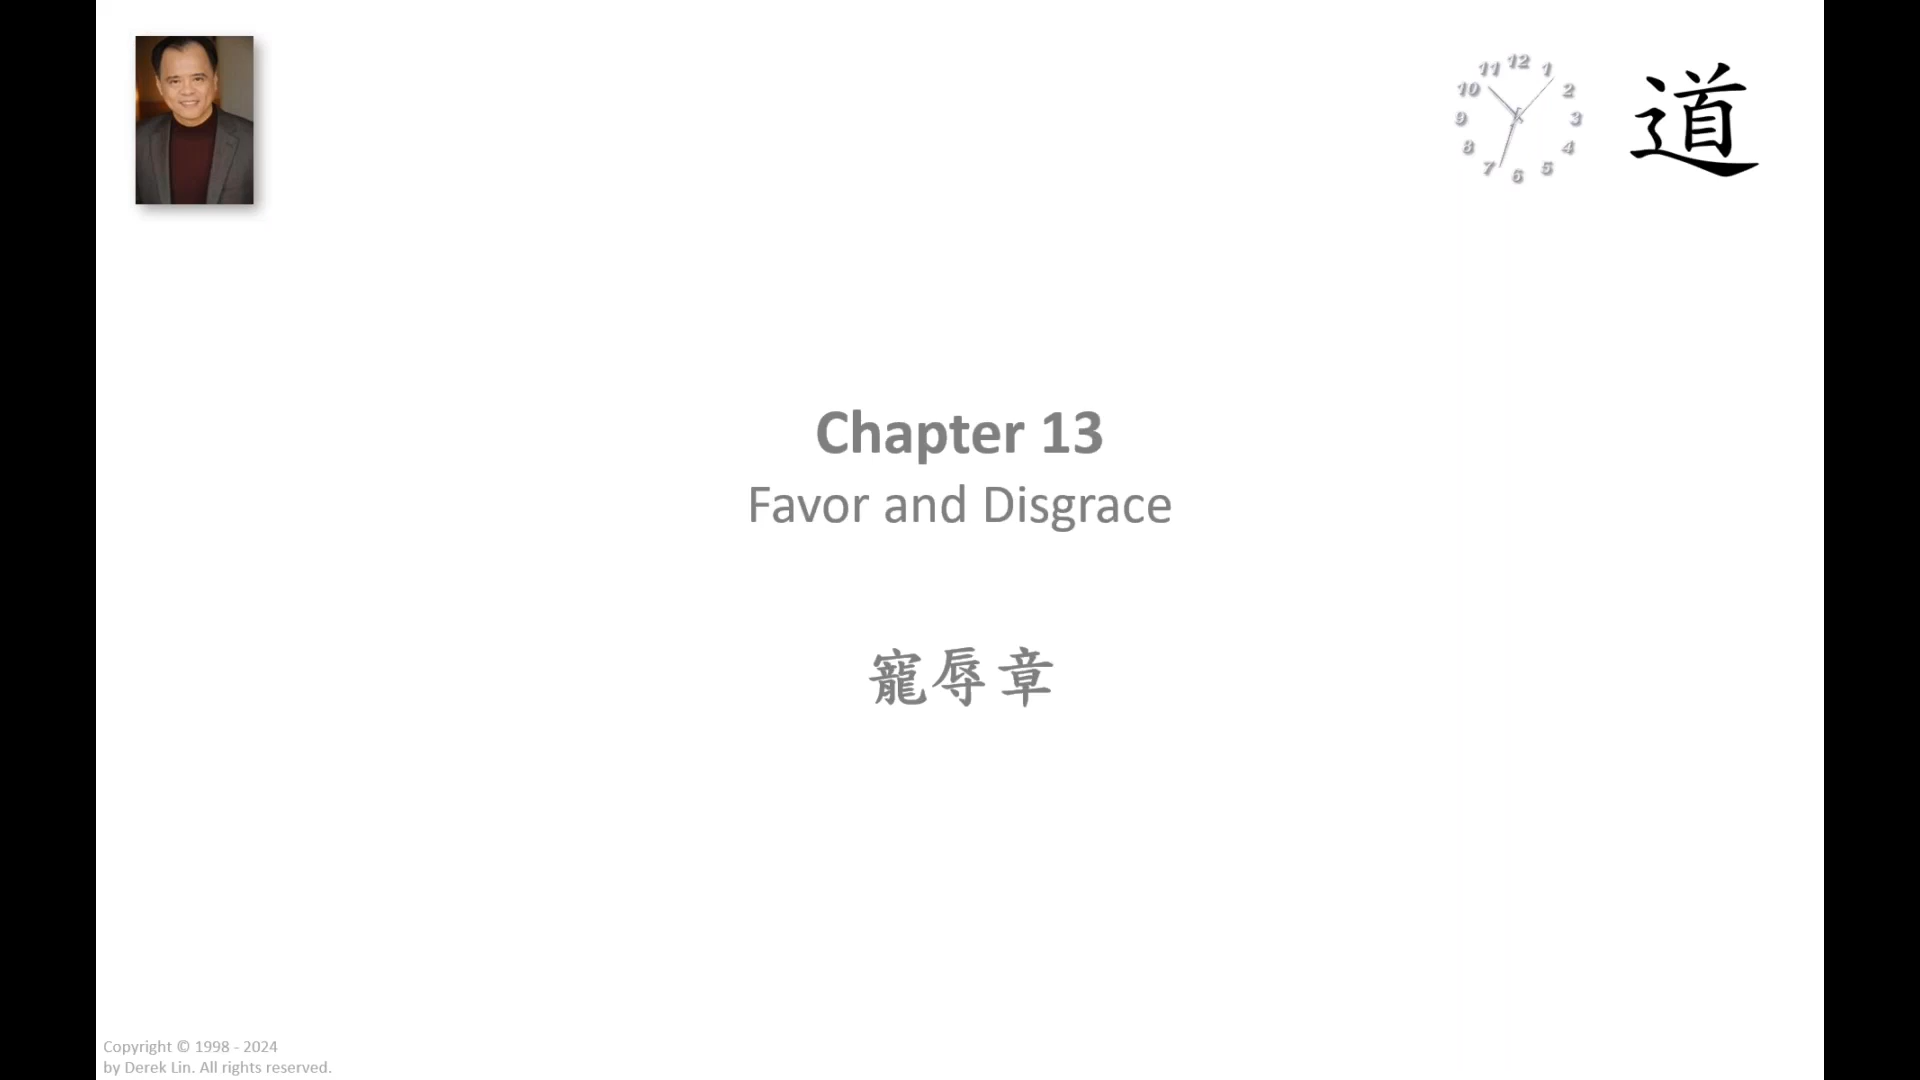 12
11
1
10
2
9
3
8
4
7
5
6
道
Chapter 13
Favor and Disgrace
寵辱章
Copyright © 1998 - 2024
by Derek Lin. All rights reserved.